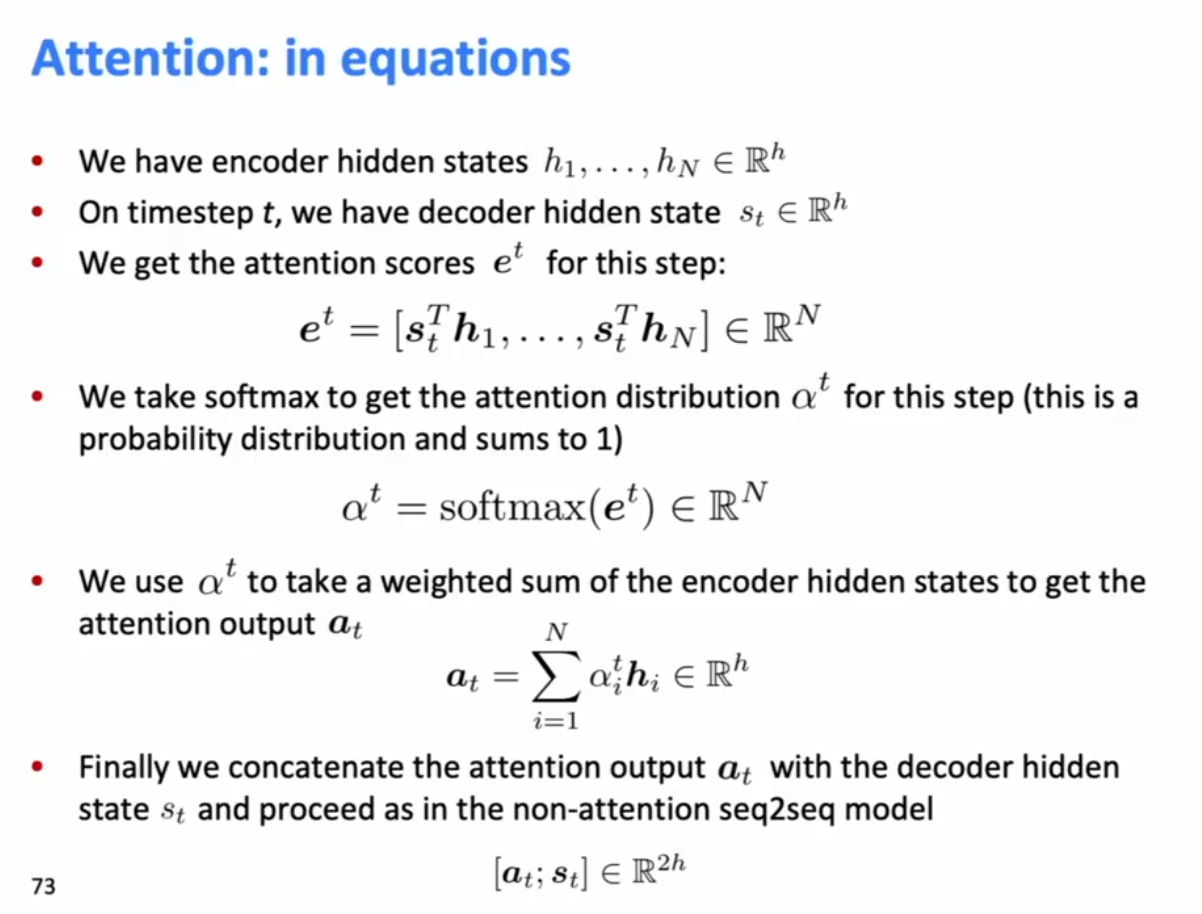 Attention: in equations
• We have encoder hidden states $h_1, \ldots, h_N \in \mathbb{R}^h$
• On timestep t, we have decoder hidden state $s_t \in \mathbb{R}^h$
• We get the attention scores $e^t$ for this step:
$\boldsymbol{e}^t = [\boldsymbol{s}_t^T \boldsymbol{h}_1, \ldots, \boldsymbol{s}_t^T \boldsymbol{h}_N] \in \mathbb{R}^N$
• We take softmax to get the attention distribution $\alpha^t$ for this step (this is a
probability distribution and sums to 1)
$\alpha^t = \text{softmax}(\boldsymbol{e}^t) \in \mathbb{R}^N$
• We use $\alpha^t$ to take a weighted sum of the encoder hidden states to get the
attention output $\boldsymbol{a}_t$
$\boldsymbol{a}_t = \sum_{i=1}^{N} \alpha_i^t \boldsymbol{h}_i \in \mathbb{R}^h$
• Finally we concatenate the attention output $\boldsymbol{a}_t$ with the decoder hidden
state $s_t$ and proceed as in the non-attention seq2seq model
$[\boldsymbol{a}_t; \boldsymbol{s}_t] \in \mathbb{R}^{2h}$
73